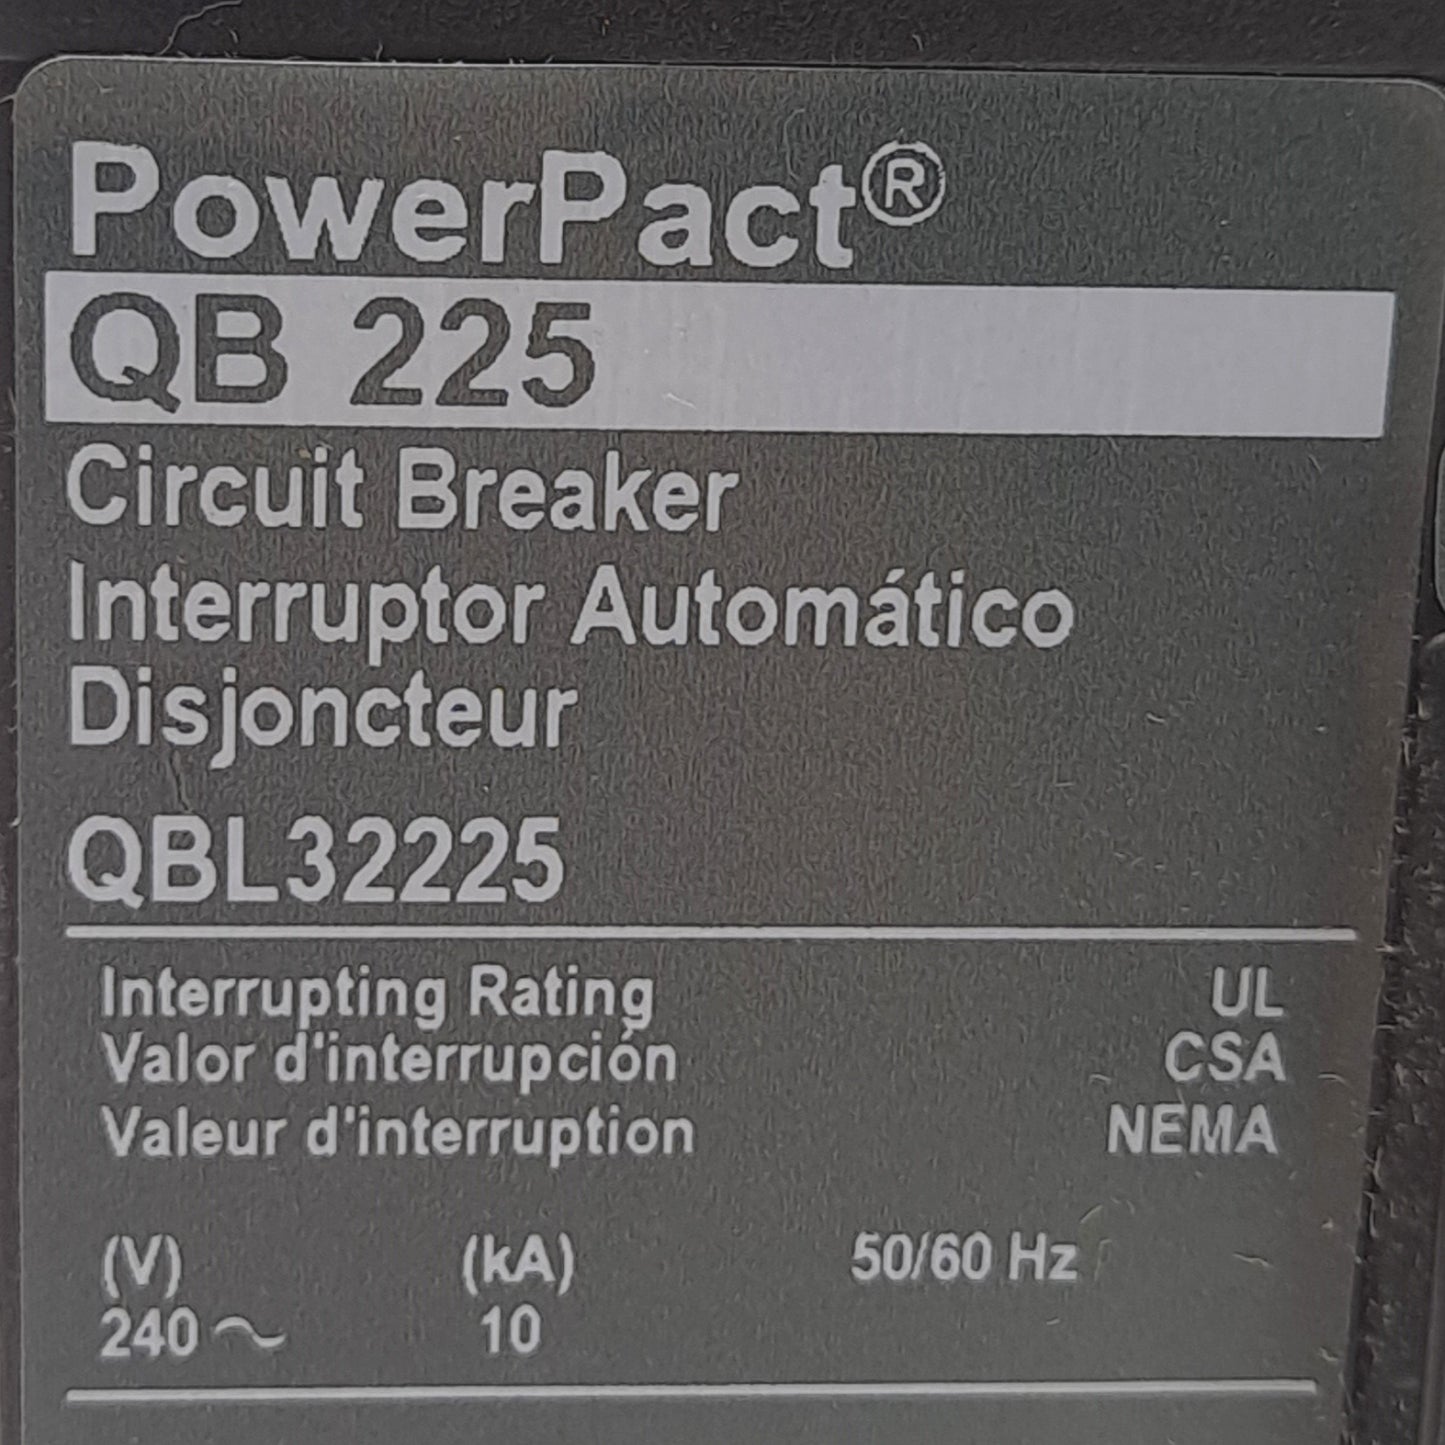 PowerPact®
QB 225
Circuit Breaker
Interruptor Automático
Disjoncteur
QBL32225
Interrupting Rating UL
Valor d'interrupción CSA
Valeur d'interruption NEMA
(V) (kA) 50/60 Hz
240 ~ 10